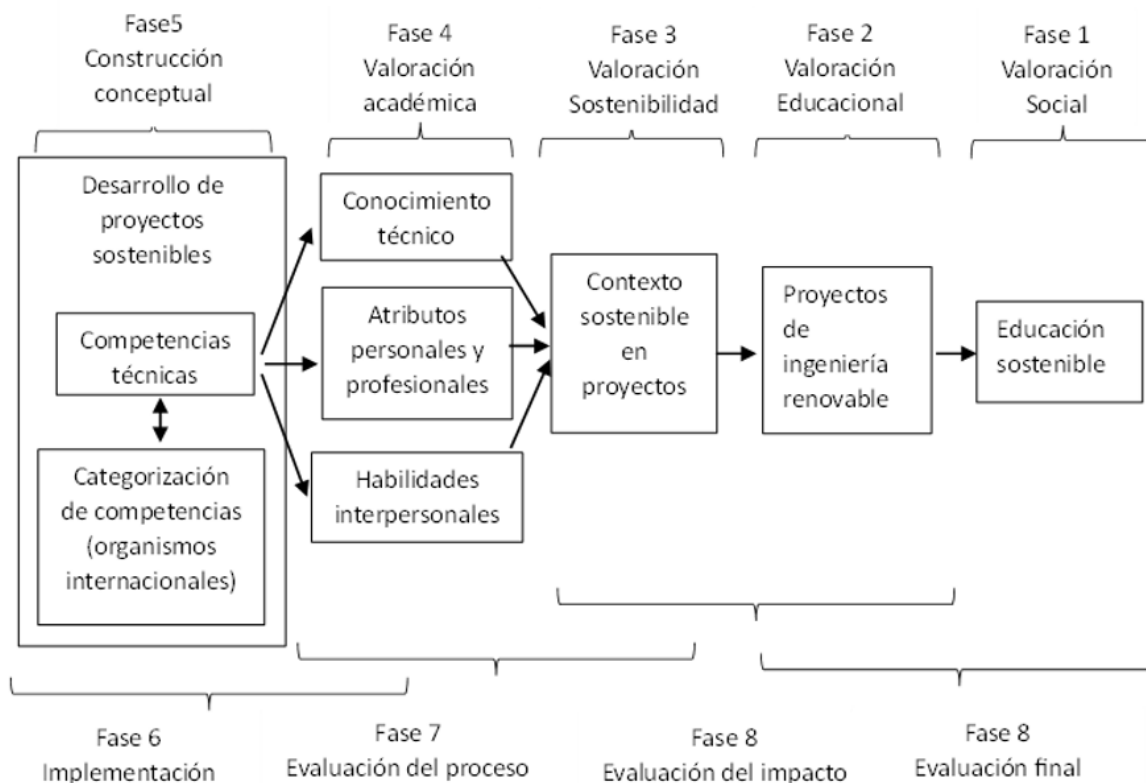 Fase5
Construcción
conceptual
Fase 4
Valoración
académica
Fase 3
Valoración
Sostenibilidad
Fase 2
Valoración
Educacional
Fase 1
Valoración
Social
Desarrollo de
proyectos
sostenibles
Competencias
técnicas
Categorización
de competencias
(organismos
internacionales)
Conocimiento
técnico
Atributos
personales y
profesionales
Habilidades
interpersonales
Contexto
sostenible
en
proyectos
Proyectos
de
ingeniería
renovable
Educación
sostenible
Fase 6
Implementación
Fase 7
Evaluación del proceso
Fase 8
Evaluación del impacto
Fase 8
Evaluación final